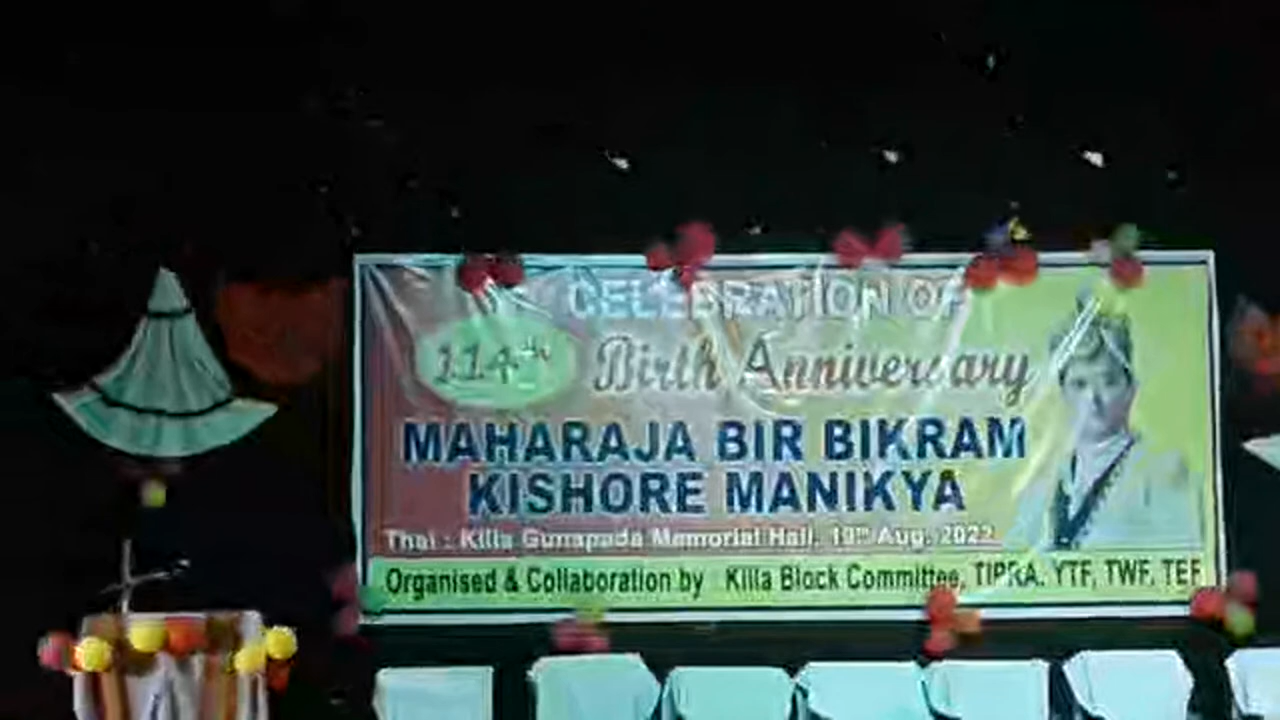 CELEBRATION OF
114th Birth Anniversary
MAHARAJA BIR BIKRAM
KISHORE MANIKYA
Thai : Killa Memorial Hall, 19th Aug, 2022
Organised & Collaboration by Killa Block Committee, TIPRA, YTF, TWF, TEF